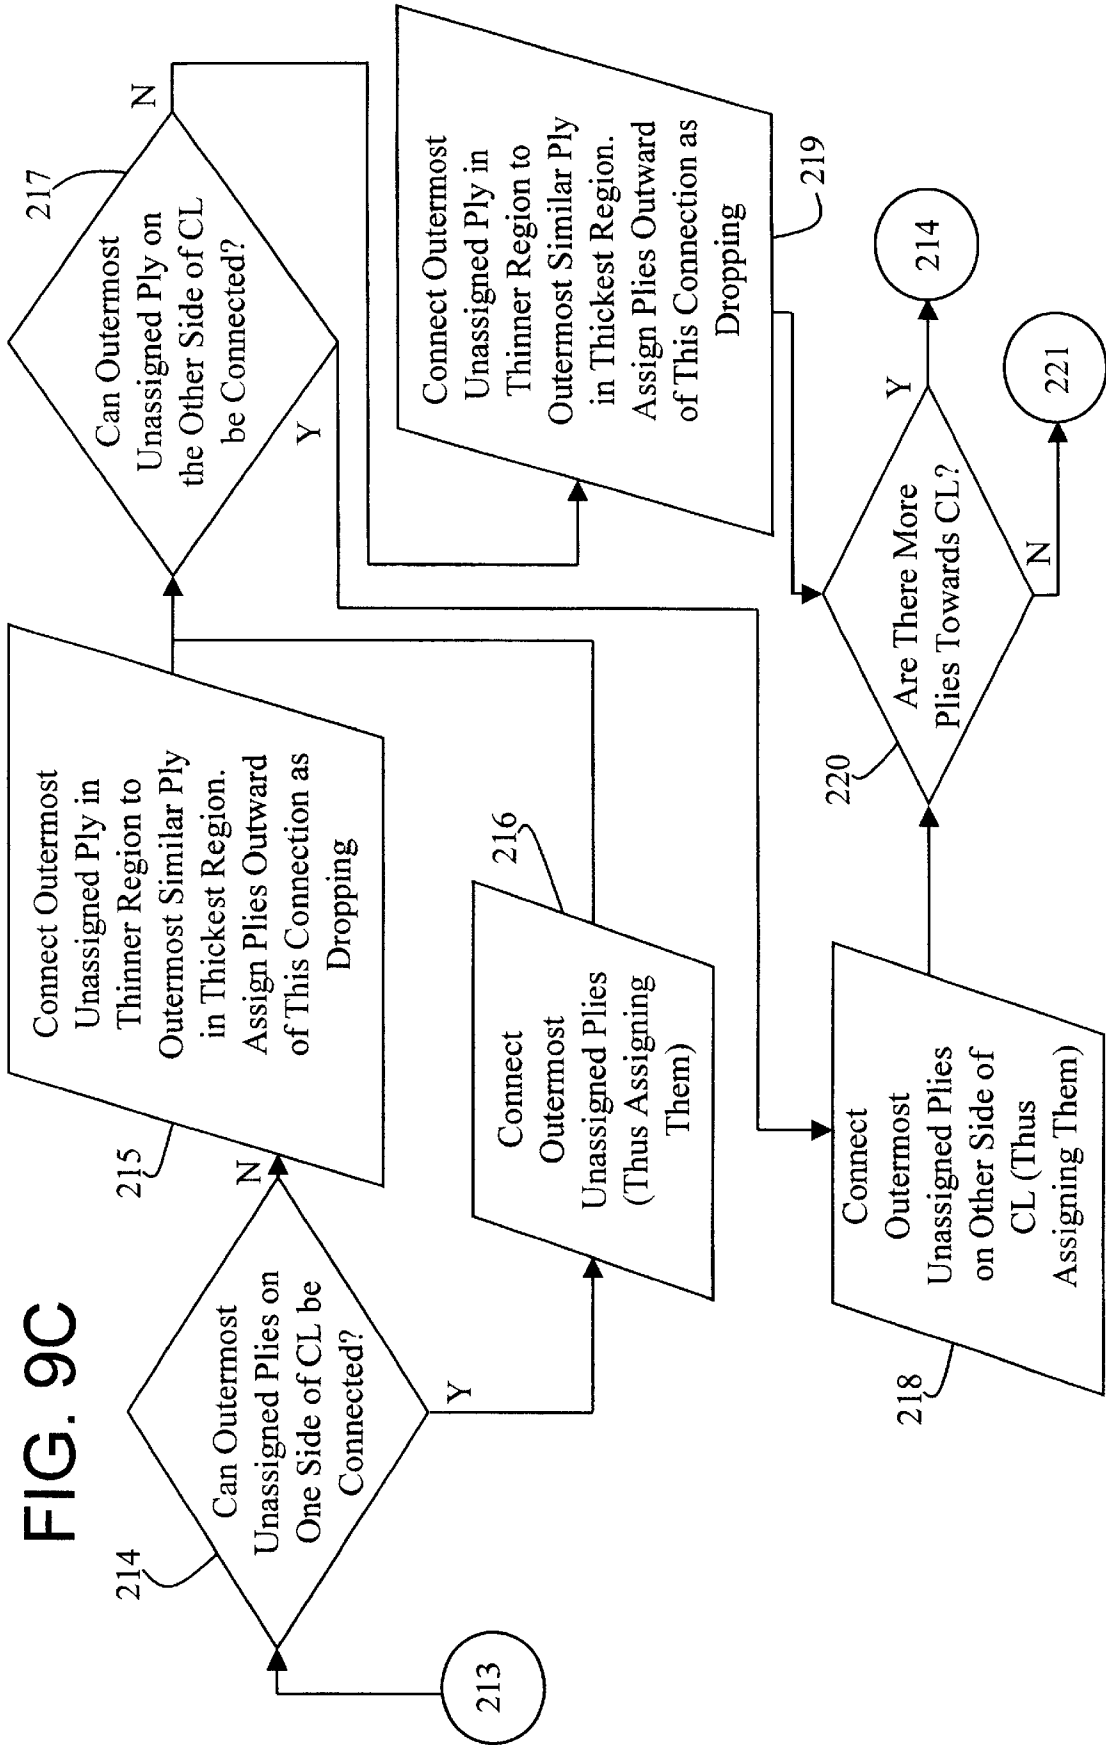 FIG. 9C
213
214
Can Outermost
Unassigned Plies on
One Side of CL be
Connected?
N
Y
215
Connect Outermost
Unassigned Ply in
Thinner Region to
Outermost Similar Ply
in Thickest Region.
Assign Plies Outward
of This Connection as
Dropping
216
Connect
Outermost
Unassigned Plies
(Thus Assigning
Them)
217
Can Outermost
Unassigned Ply on
the Other Side of CL
be Connected?
N
Y
218
Connect
Outermost
Unassigned Plies
on Other Side of
CL (Thus
Assigning Them)
219
Connect Outermost
Unassigned Ply in
Thinner Region to
Outermost Similar Ply
in Thickest Region.
Assign Plies Outward
of This Connection as
Dropping
220
Are There More
Plies Towards CL?
Y
N
214
221